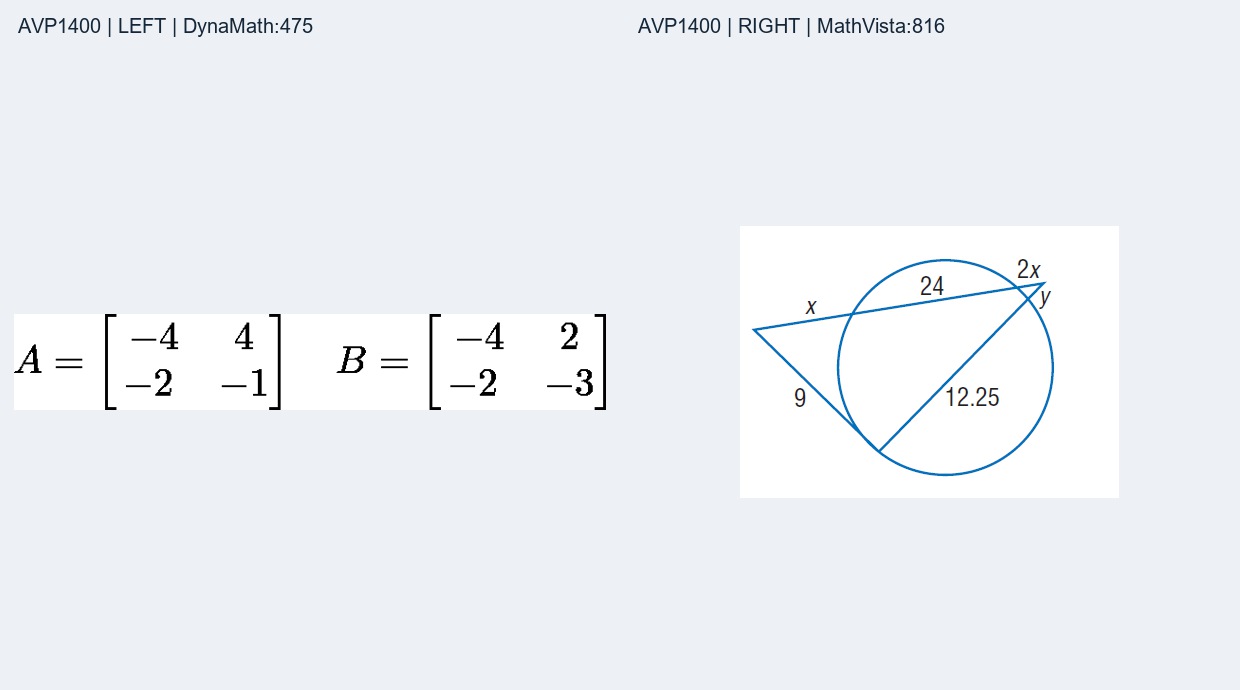 AVP1400 | LEFT | DynaMath:475
AVP1400 | RIGHT | MathVista:816
A = [ −4 4 ] B = [ −4 2 ]
[ −2 −1 ] [ −2 −3 ]
2x
24
y
x
9
12.25